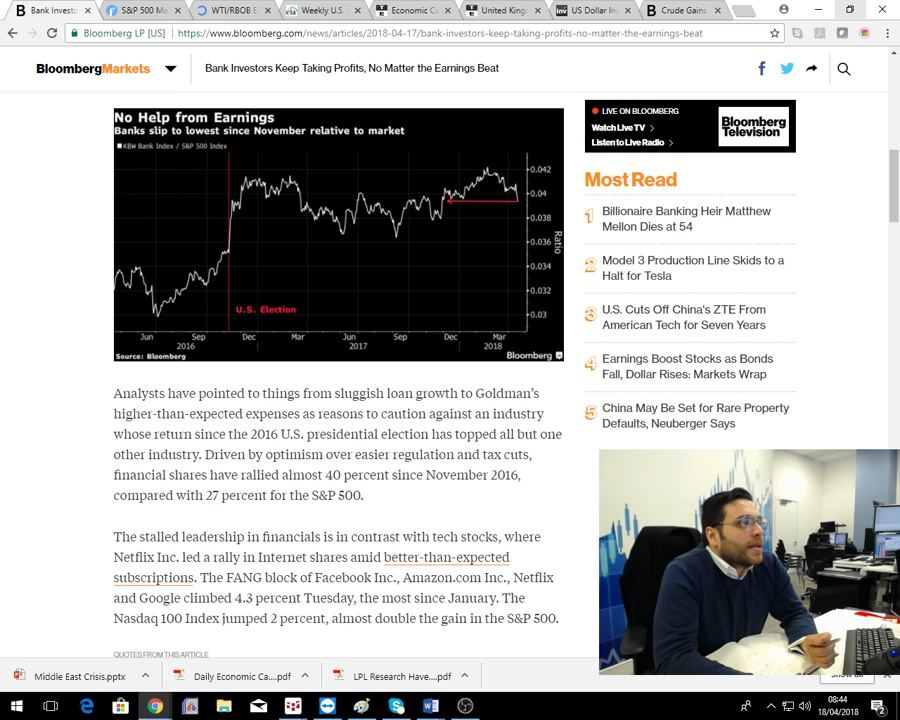 Bank Invest
S&P 500 Ma
WTI/RBOB E
Weekly U.S.
Economic C
United King
US Dollar In
Crude Gains
Bloomberg LP [US]
https://www.bloomberg.com/news/articles/2018-04-17/bank-investors-keep-taking-profits-no-matter-the-earnings-beat
BloombergMarkets
Bank Investors Keep Taking Profits, No Matter the Earnings Beat
No Help from Earnings
Banks slip to lowest since November relative to market
KBW Bank Index / S&P 500 Index
0.042
0.04
0.038
0.036
0.034
0.032
0.03
Ratio
U.S. Election
Jun Sep Dec Mar Jun Sep Dec Mar
2016 2017 2018
Source: Bloomberg
Bloomberg
Analysts have pointed to things from sluggish loan growth to Goldman's
higher-than-expected expenses as reasons to caution against an industry
whose return since the 2016 U.S. presidential election has topped all but one
other industry. Driven by optimism over easier regulation and tax cuts,
financial shares have rallied almost 40 percent since November 2016,
compared with 27 percent for the S&P 500.
The stalled leadership in financials is in contrast with tech stocks, where
Netflix Inc. led a rally in Internet shares amid better-than-expected
subscriptions. The FANG block of Facebook Inc., Amazon.com Inc., Netflix
and Google climbed 4.3 percent Tuesday, the most since January. The
Nasdaq 100 Index jumped 2 percent, almost double the gain in the S&P 500.
QUOTES FROM THIS ARTICLE
LIVE ON BLOOMBERG
Watch Live TV
Listen to Live Radio
Bloomberg
Television
Most Read
1 Billionaire Banking Heir Matthew
Mellon Dies at 54
2 Model 3 Production Line Skids to a
Halt for Tesla
3 U.S. Cuts Off China's ZTE From
American Tech for Seven Years
4 Earnings Boost Stocks as Bonds
Fall, Dollar Rises: Markets Wrap
5 China May Be Set for Rare Property
Defaults, Neuberger Says
Middle East Crisis.pptx
Daily Economic Ca....pdf
LPL Research Have....pdf
Show all
08:44
18/04/2018
2